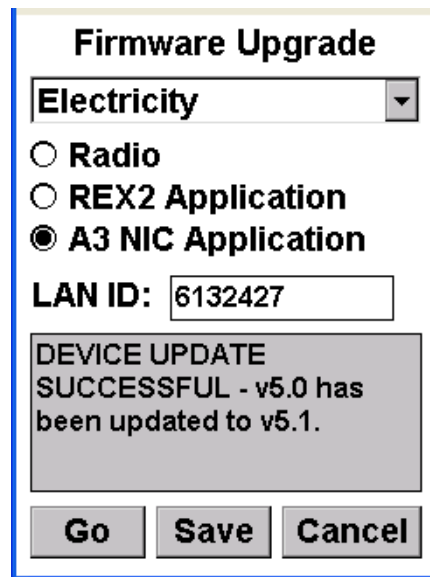 Firmware Upgrade
Electricity
Radio
REX2 Application
A3 NIC Application
LAN ID: 6132427
DEVICE UPDATE
SUCCESSFUL - v5.0 has
been updated to v5.1.
Go Save Cancel